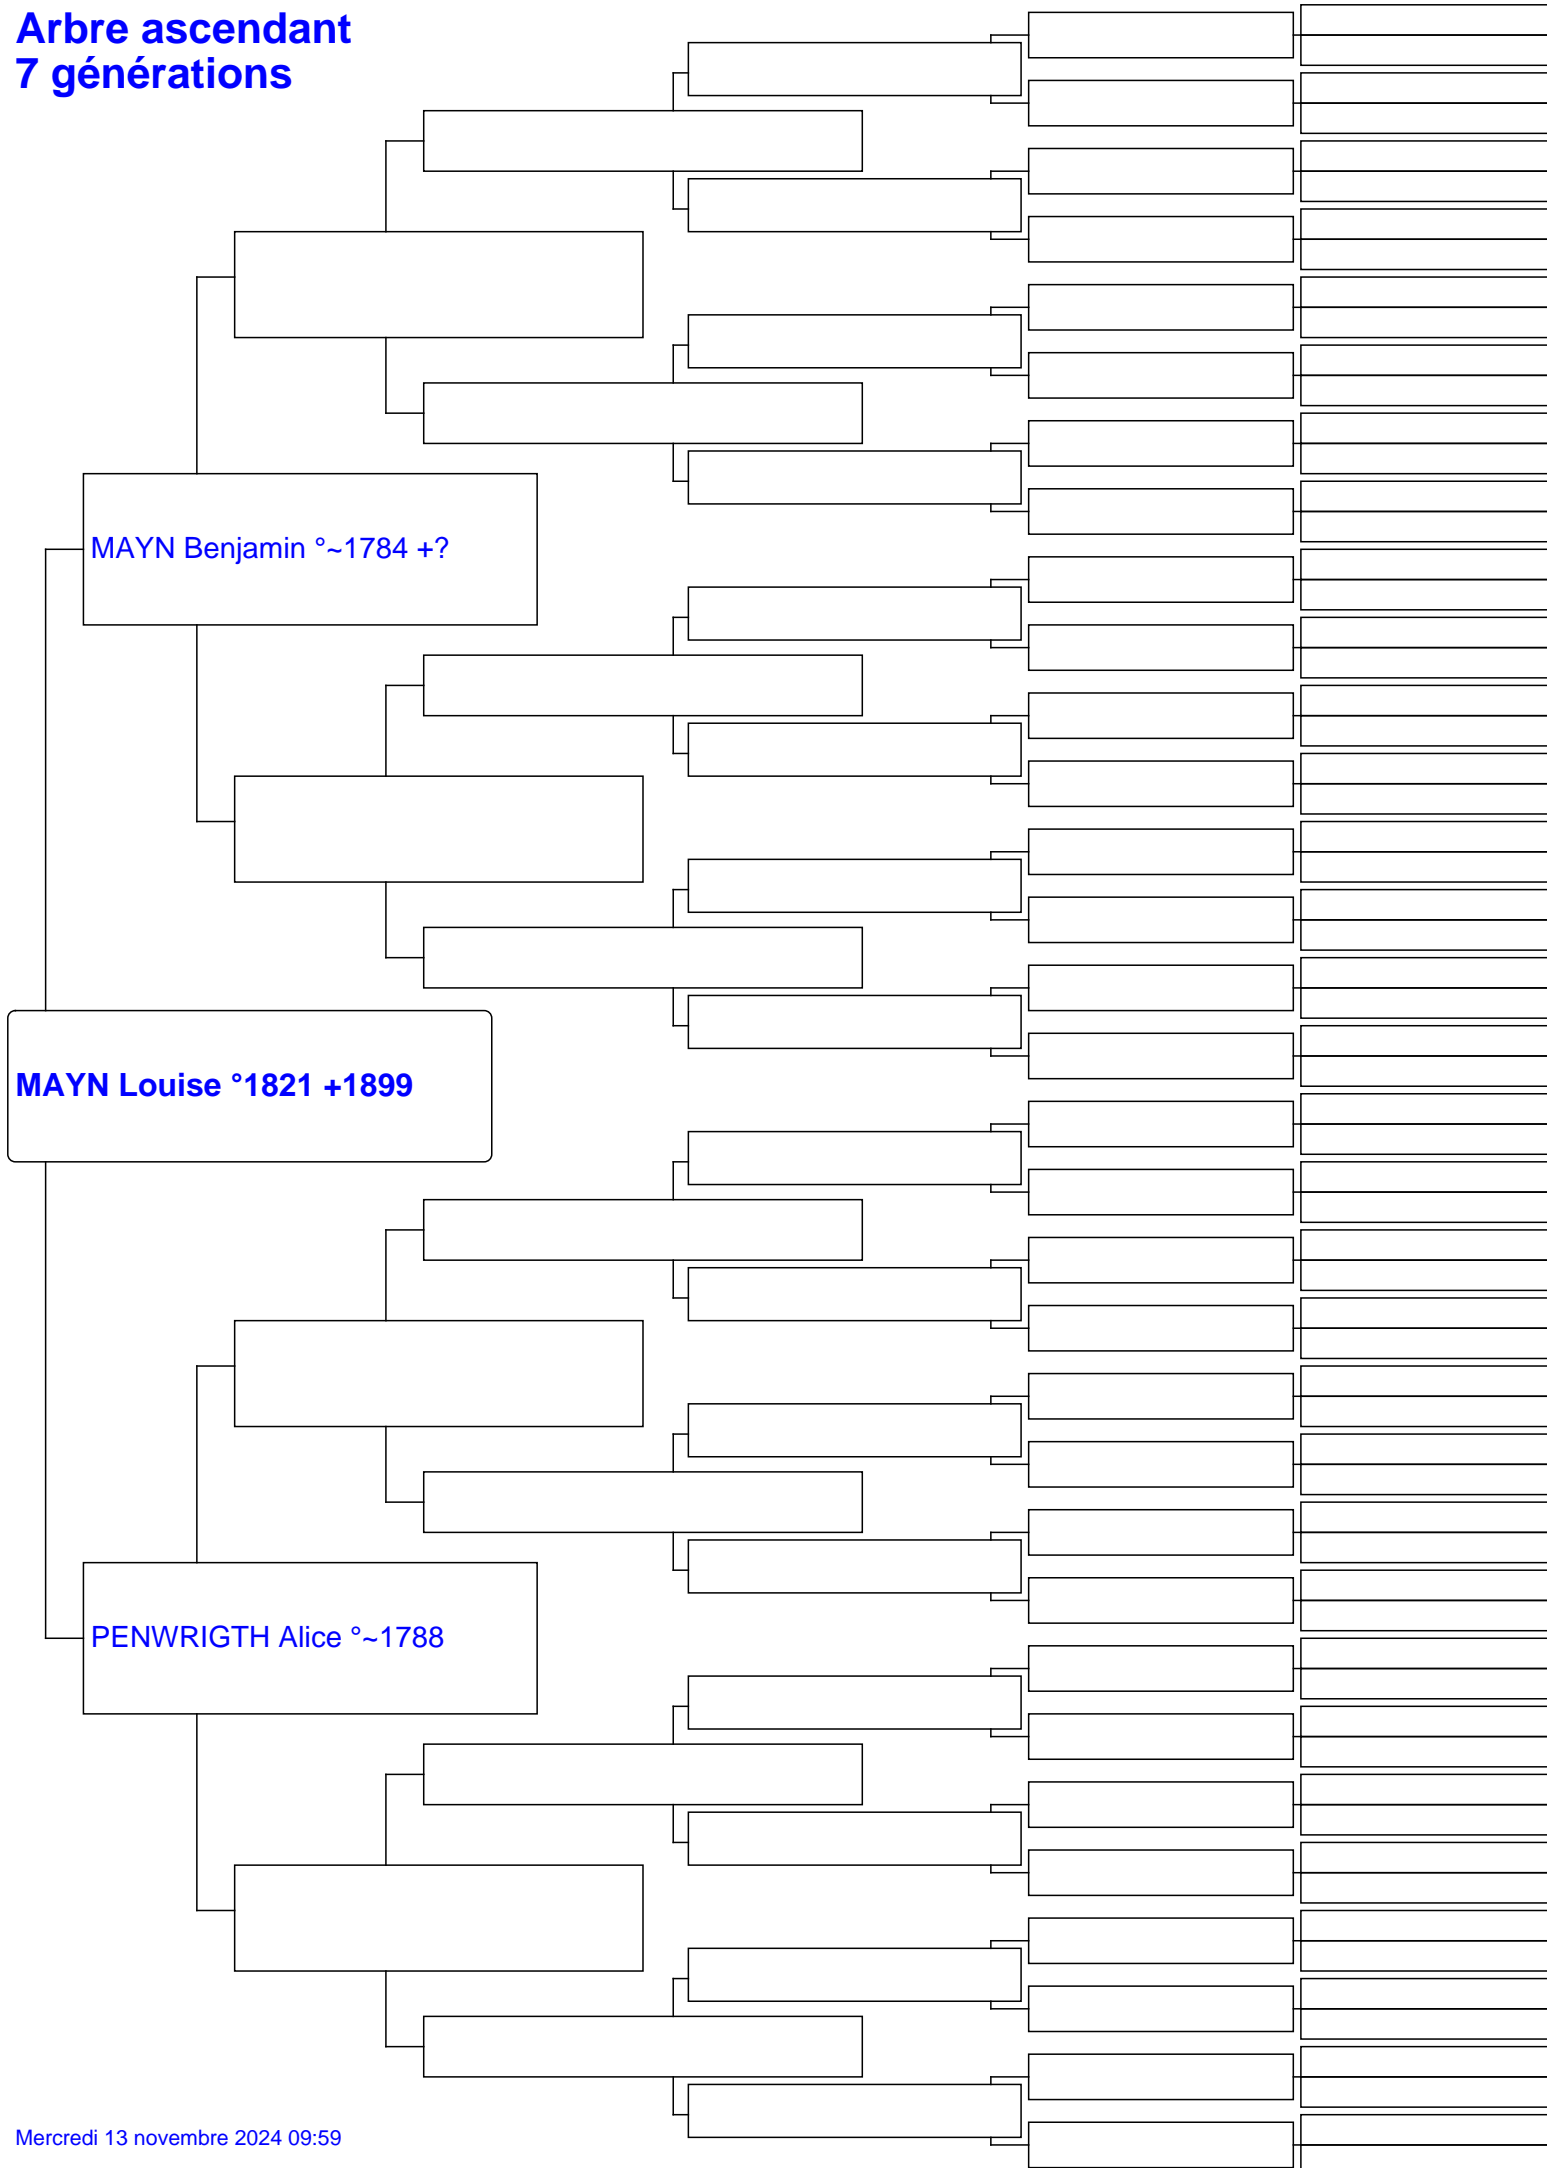 Arbre ascendant
7 générations
MAYN Benjamin °~1784 +?
MAYN Louise °1821 +1899
PENWRIGTH Alice °~1788
Mercredi 13 novembre 2024 09:59